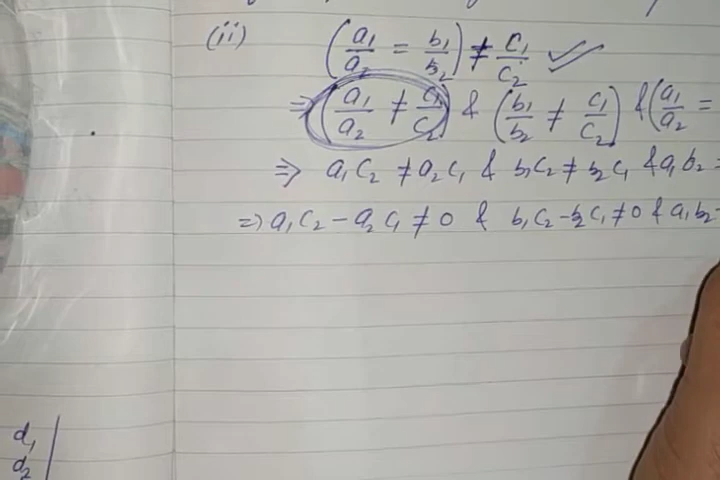 (ii) (a₁/a₂ = b₁/b₂) ≠ c₁/c₂
⇒ (a₁/a₂ ≠ c₁/c₂) & (b₁/b₂ ≠ c₁/c₂) & (a₁/a₂ =
⇒ a₁c₂ ≠ a₂c₁ & b₁c₂ ≠ b₂c₁ & a₁b₂ =
⇒ a₁c₂ - a₂c₁ ≠ 0 & b₁c₂ - b₂c₁ ≠ 0 & a₁b₂ -
d₁
d₂